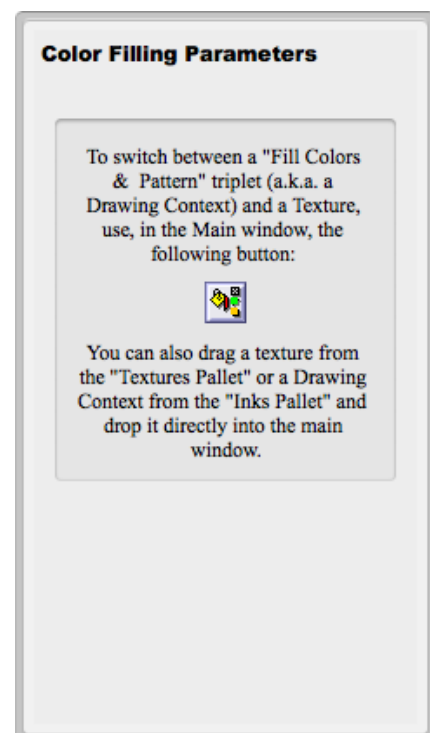 Color Filling Parameters
To switch between a "Fill Colors
& Pattern" triplet (a.k.a. a
Drawing Context) and a Texture,
use, in the Main window, the
following button:
You can also drag a texture from
the "Textures Pallet" or a Drawing
Context from the "Inks Pallet" and
drop it directly into the main
window.